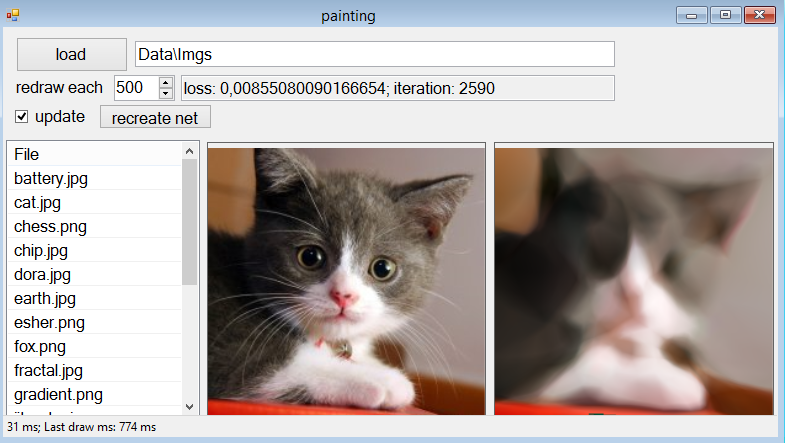 painting
load Data\Imgs
redraw each 500 loss: 0,00855080090166654; iteration: 2590
update recreate net
File
battery.jpg
cat.jpg
chess.png
chip.jpg
dora.jpg
earth.jpg
esher.png
fox.png
fractal.jpg
gradient.png
31 ms; Last draw ms: 774 ms